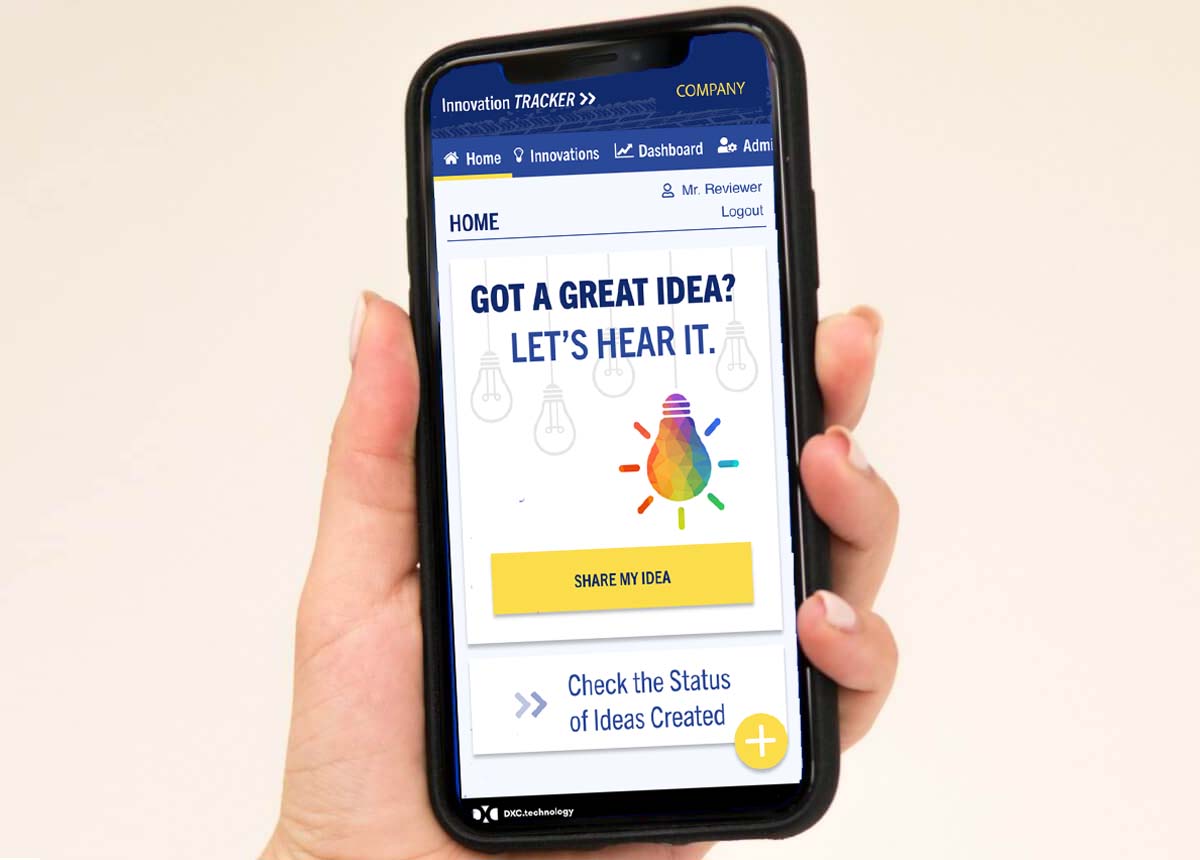 Innovation TRACKER
COMPANY
Home Innovations Dashboard Admi
Mr. Reviewer
Logout
HOME
GOT A GREAT IDEA?
LET'S HEAR IT.
SHARE MY IDEA
Check the Status
of Ideas Created
DXC.technology